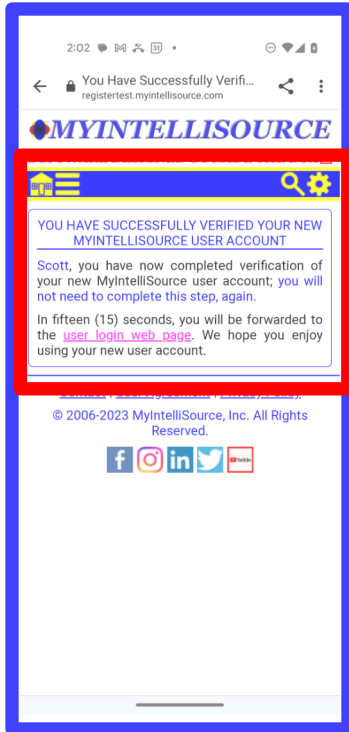 2:02
31
You Have Successfully Verifi...
registertest.myintellisource.com
MYINTELLISOURCE
YOU HAVE SUCCESSFULLY VERIFIED YOUR NEW
MYINTELLISOURCE USER ACCOUNT
Scott, you have now completed verification of
your new MyIntelliSource user account; you will
not need to complete this step, again.
In fifteen (15) seconds, you will be forwarded to
the user login web page. We hope you enjoy
using your new user account.
© 2006-2023 MyIntelliSource, Inc. All Rights
Reserved.
f in
YouTube